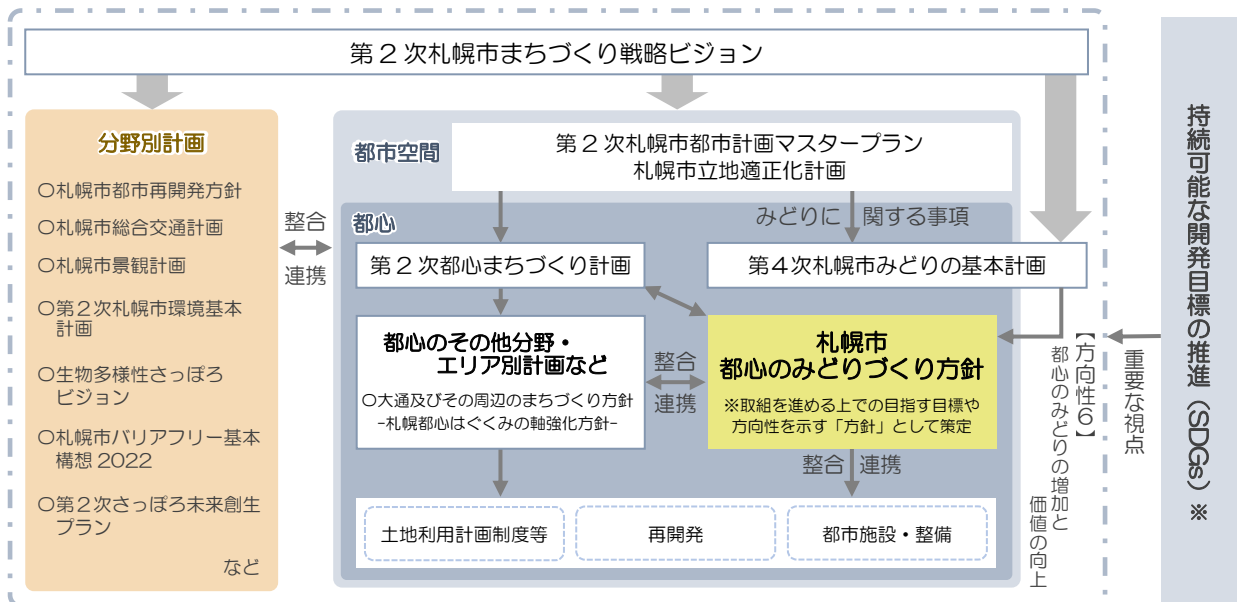 第２次札幌市まちづくり戦略ビジョン
分野別計画
○札幌市都市再開発方針
○札幌市総合交通計画
○札幌市景観計画
○第２次札幌市環境基本
計画
○生物多様性さっぽろ
ビジョン
○札幌市バリアフリー基本
構想 2022
○第２次さっぽろ未来創生
プラン
など
整合
連携
都市空間
第２次札幌市都市計画マスタープラン
札幌市立地適正化計画
都心
みどりに 関する事項
第２次都心まちづくり計画
第４次札幌市みどりの基本計画
都心のその他分野・
エリア別計画など
○大通及びその周辺のまちづくり方針
-札幌都心はぐくみの軸強化方針-
整合
連携
札幌市
都心のみどりづくり方針
※取組を進める上での目指す目標や
方向性を示す「方針」として策定
整合 連携
土地利用計画制度等
再開発
都市施設・整備
【方向性６】
都心のみどりの増加と
価値の向上
重要な視点
持続可能な開発目標の推進（SDGs）※